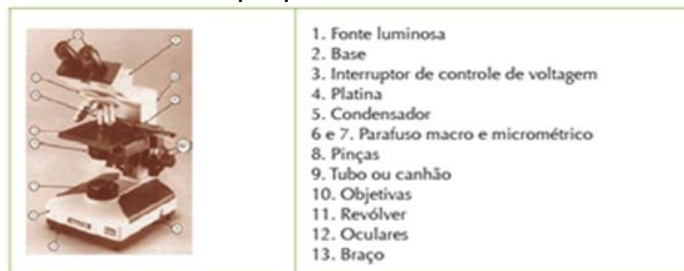 1. Fonte luminosa
2. Base
3. Interruptor de controle de voltagem
4. Platina
5. Condensador
6 e 7. Parafuso macro e micrométrico
8. Pinças
9. Tubo ou canhão
10. Objetivas
11. Revólver
12. Oculares
13. Braço